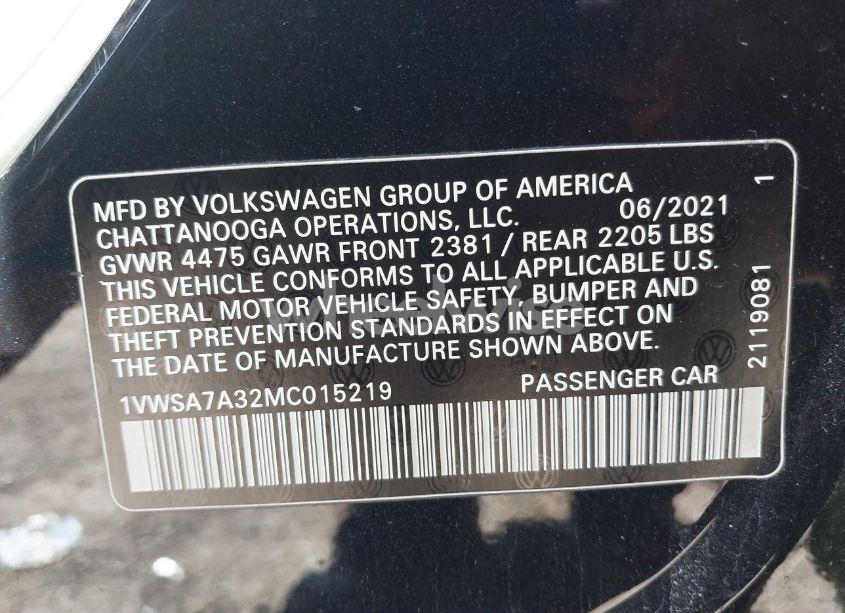 MFD BY VOLKSWAGEN GROUP OF AMERICA
CHATTANOOGA OPERATIONS, LLC. 06/2021
GVWR 4475 GAWR FRONT 2381 / REAR 2205 LBS
THIS VEHICLE CONFORMS TO ALL APPLICABLE U.S.
FEDERAL MOTOR VEHICLE SAFETY, BUMPER AND
THEFT PREVENTION STANDARDS IN EFFECT ON
THE DATE OF MANUFACTURE SHOWN ABOVE.
1VWSA7A32MC015219 PASSENGER CAR
2119081 1